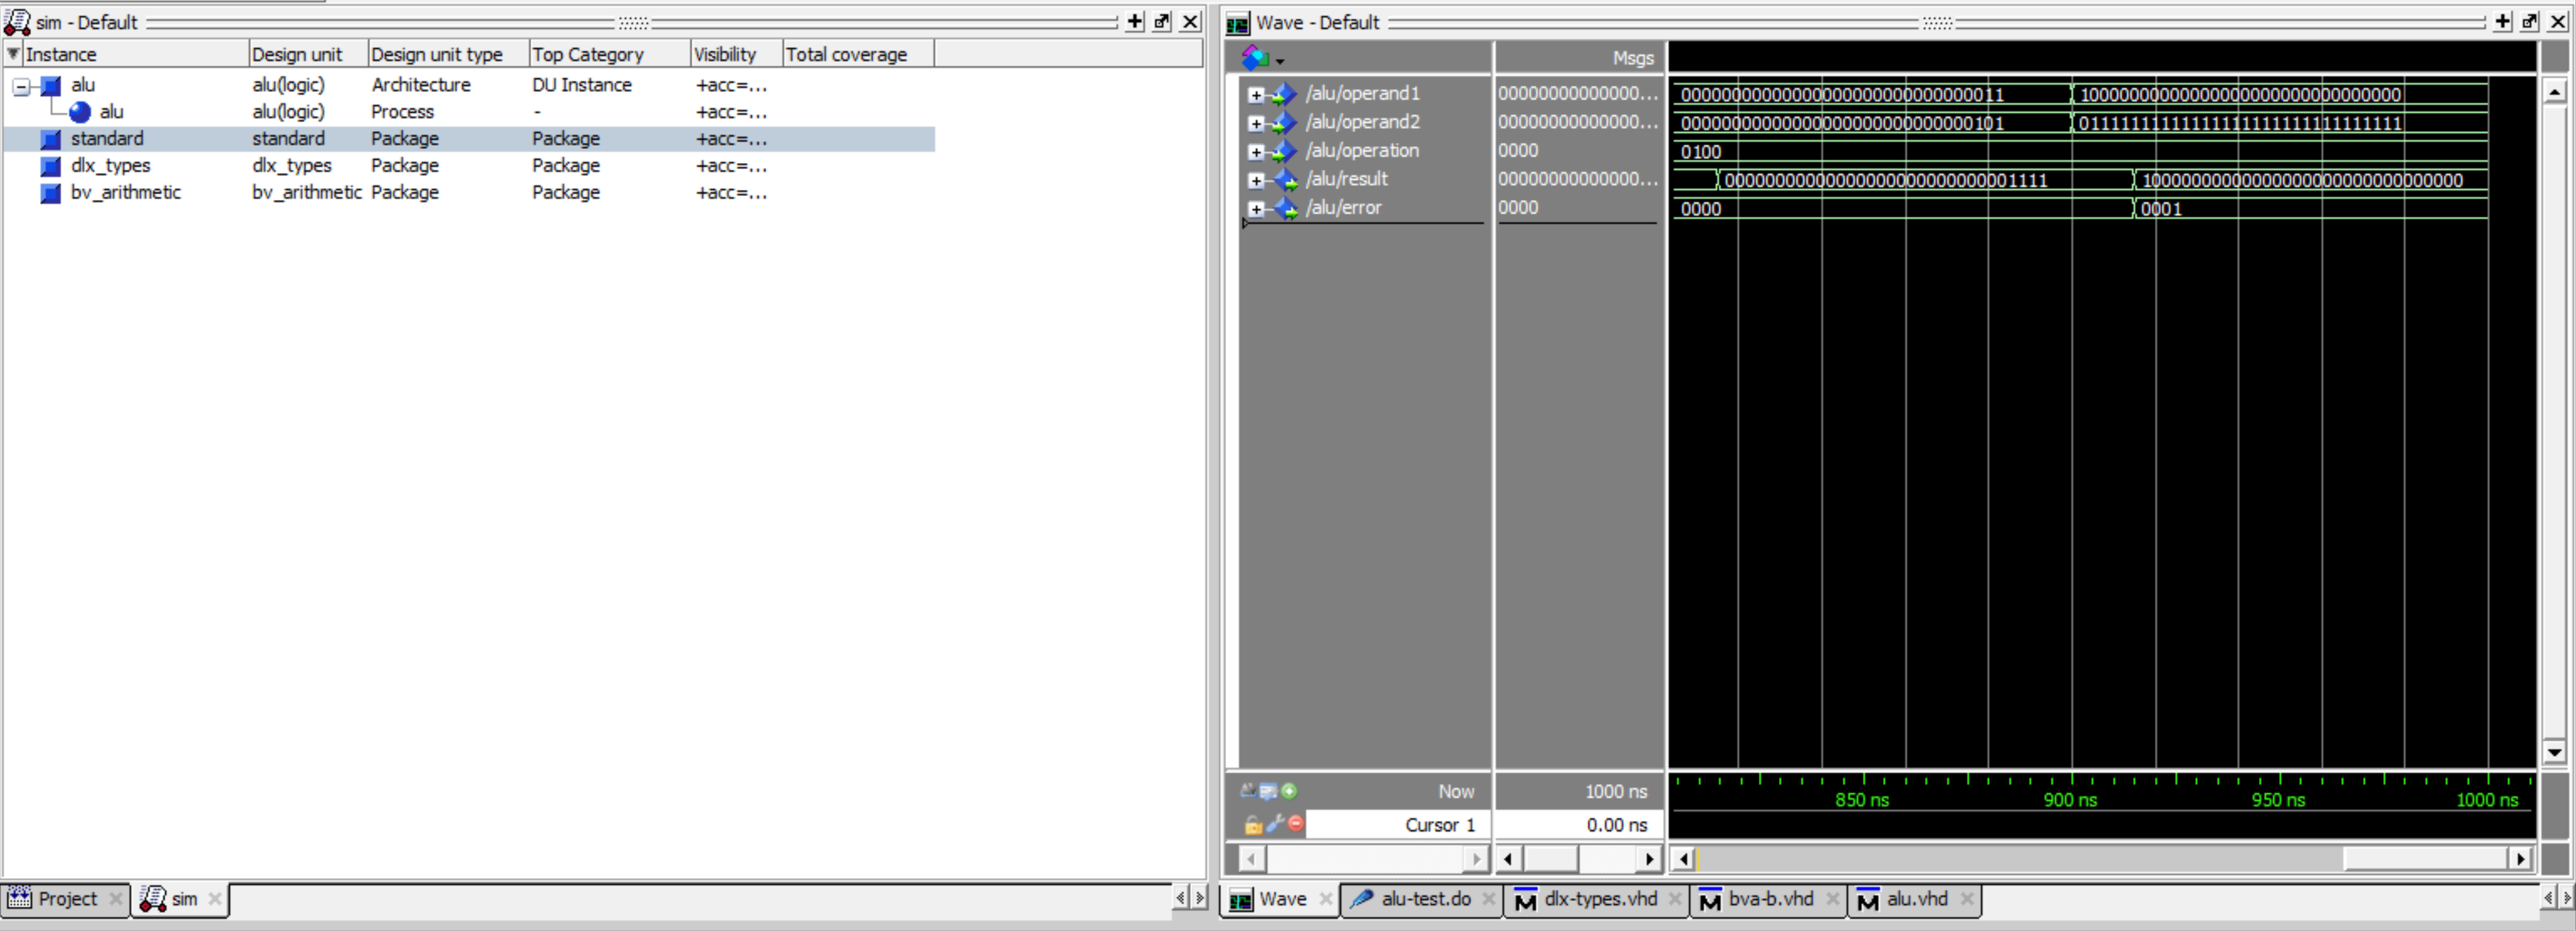 sim - Default
Instance Design unit Design unit type Top Category Visibility Total coverage
alu alu(logic) Architecture DU Instance +acc=...
alu alu(logic) Process - +acc=...
standard standard Package Package +acc=...
dlx_types dlx_types Package Package +acc=...
bv_arithmetic bv_arithmetic Package Package +acc=...
Project sim
Wave - Default
Msgs
/alu/operand1 00000000000000... 00000000000000000000000000000011 10000000000000000000000000000000
/alu/operand2 00000000000000... 00000000000000000000000000000101 01111111111111111111111111111111
/alu/operation 0000 0100
/alu/result 00000000000000... 00000000000000000000000000001111 10000000000000000000000000000000
/alu/error 0000 0000 0001
Now 1000 ns 850 ns 900 ns 950 ns 1000 ns
Cursor 1 0.00 ns
Wave alu-test.do dlx-types.vhd bva-b.vhd alu.vhd